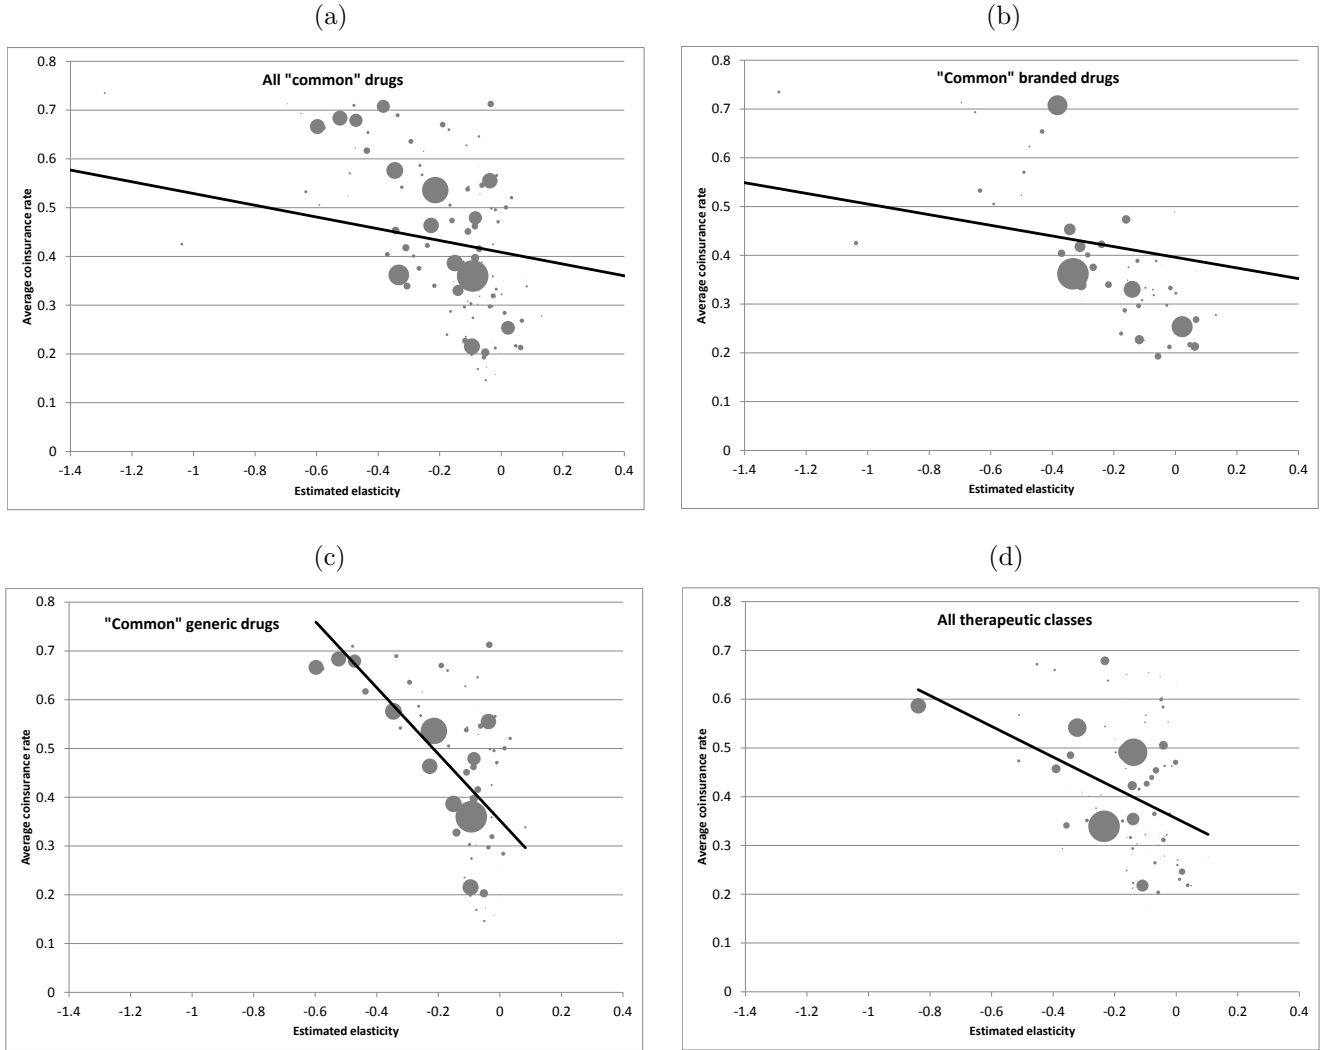 (a)
All "common" drugs
Average coinsurance rate
0.8
0.7
0.6
0.5
0.4
0.3
0.2
0.1
0
-1.4 -1.2 -1 -0.8 -0.6 -0.4 -0.2 0 0.2 0.4
Estimated elasticity
(b)
"Common" branded drugs
Average coinsurance rate
0.8
0.7
0.6
0.5
0.4
0.3
0.2
0.1
0
-1.4 -1.2 -1 -0.8 -0.6 -0.4 -0.2 0 0.2 0.4
Estimated elasticity
(c)
"Common" generic drugs
Average coinsurance rate
0.8
0.7
0.6
0.5
0.4
0.3
0.2
0.1
0
-1.4 -1.2 -1 -0.8 -0.6 -0.4 -0.2 0 0.2 0.4
Estimated elasticity
(d)
All therapeutic classes
Average coinsurance rate
0.8
0.7
0.6
0.5
0.4
0.3
0.2
0.1
0
-1.4 -1.2 -1 -0.8 -0.6 -0.4 -0.2 0 0.2 0.4
Estimated elasticity